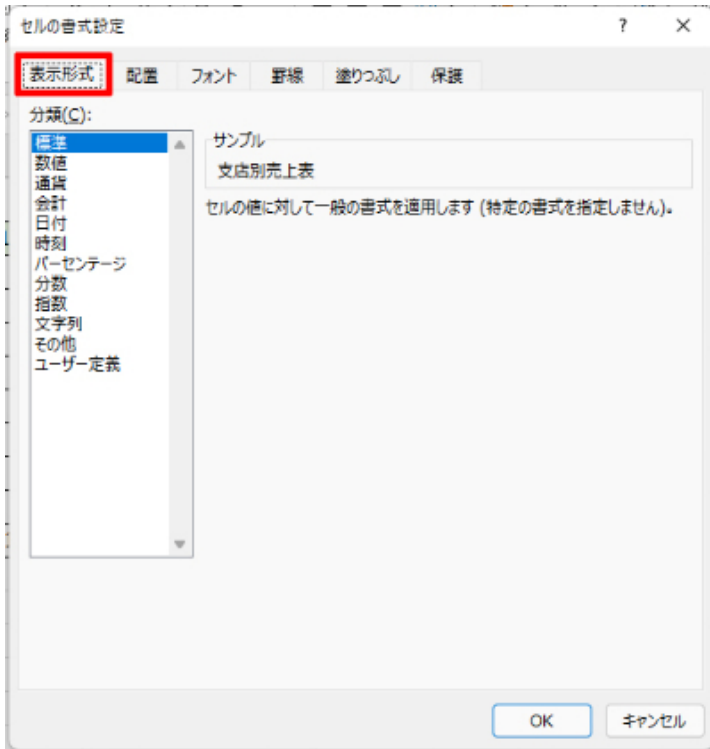 セルの書式設定
? ×
表示形式 配置 フォント 罫線 塗りつぶし 保護
分類(C):
標準
数値
通貨
会計
日付
時刻
パーセンテージ
分数
指数
文字列
その他
ユーザー定義
サンプル
支店別売上表
セルの値に対して一般の書式を適用します (特定の書式を指定しません)。
OK キャンセル